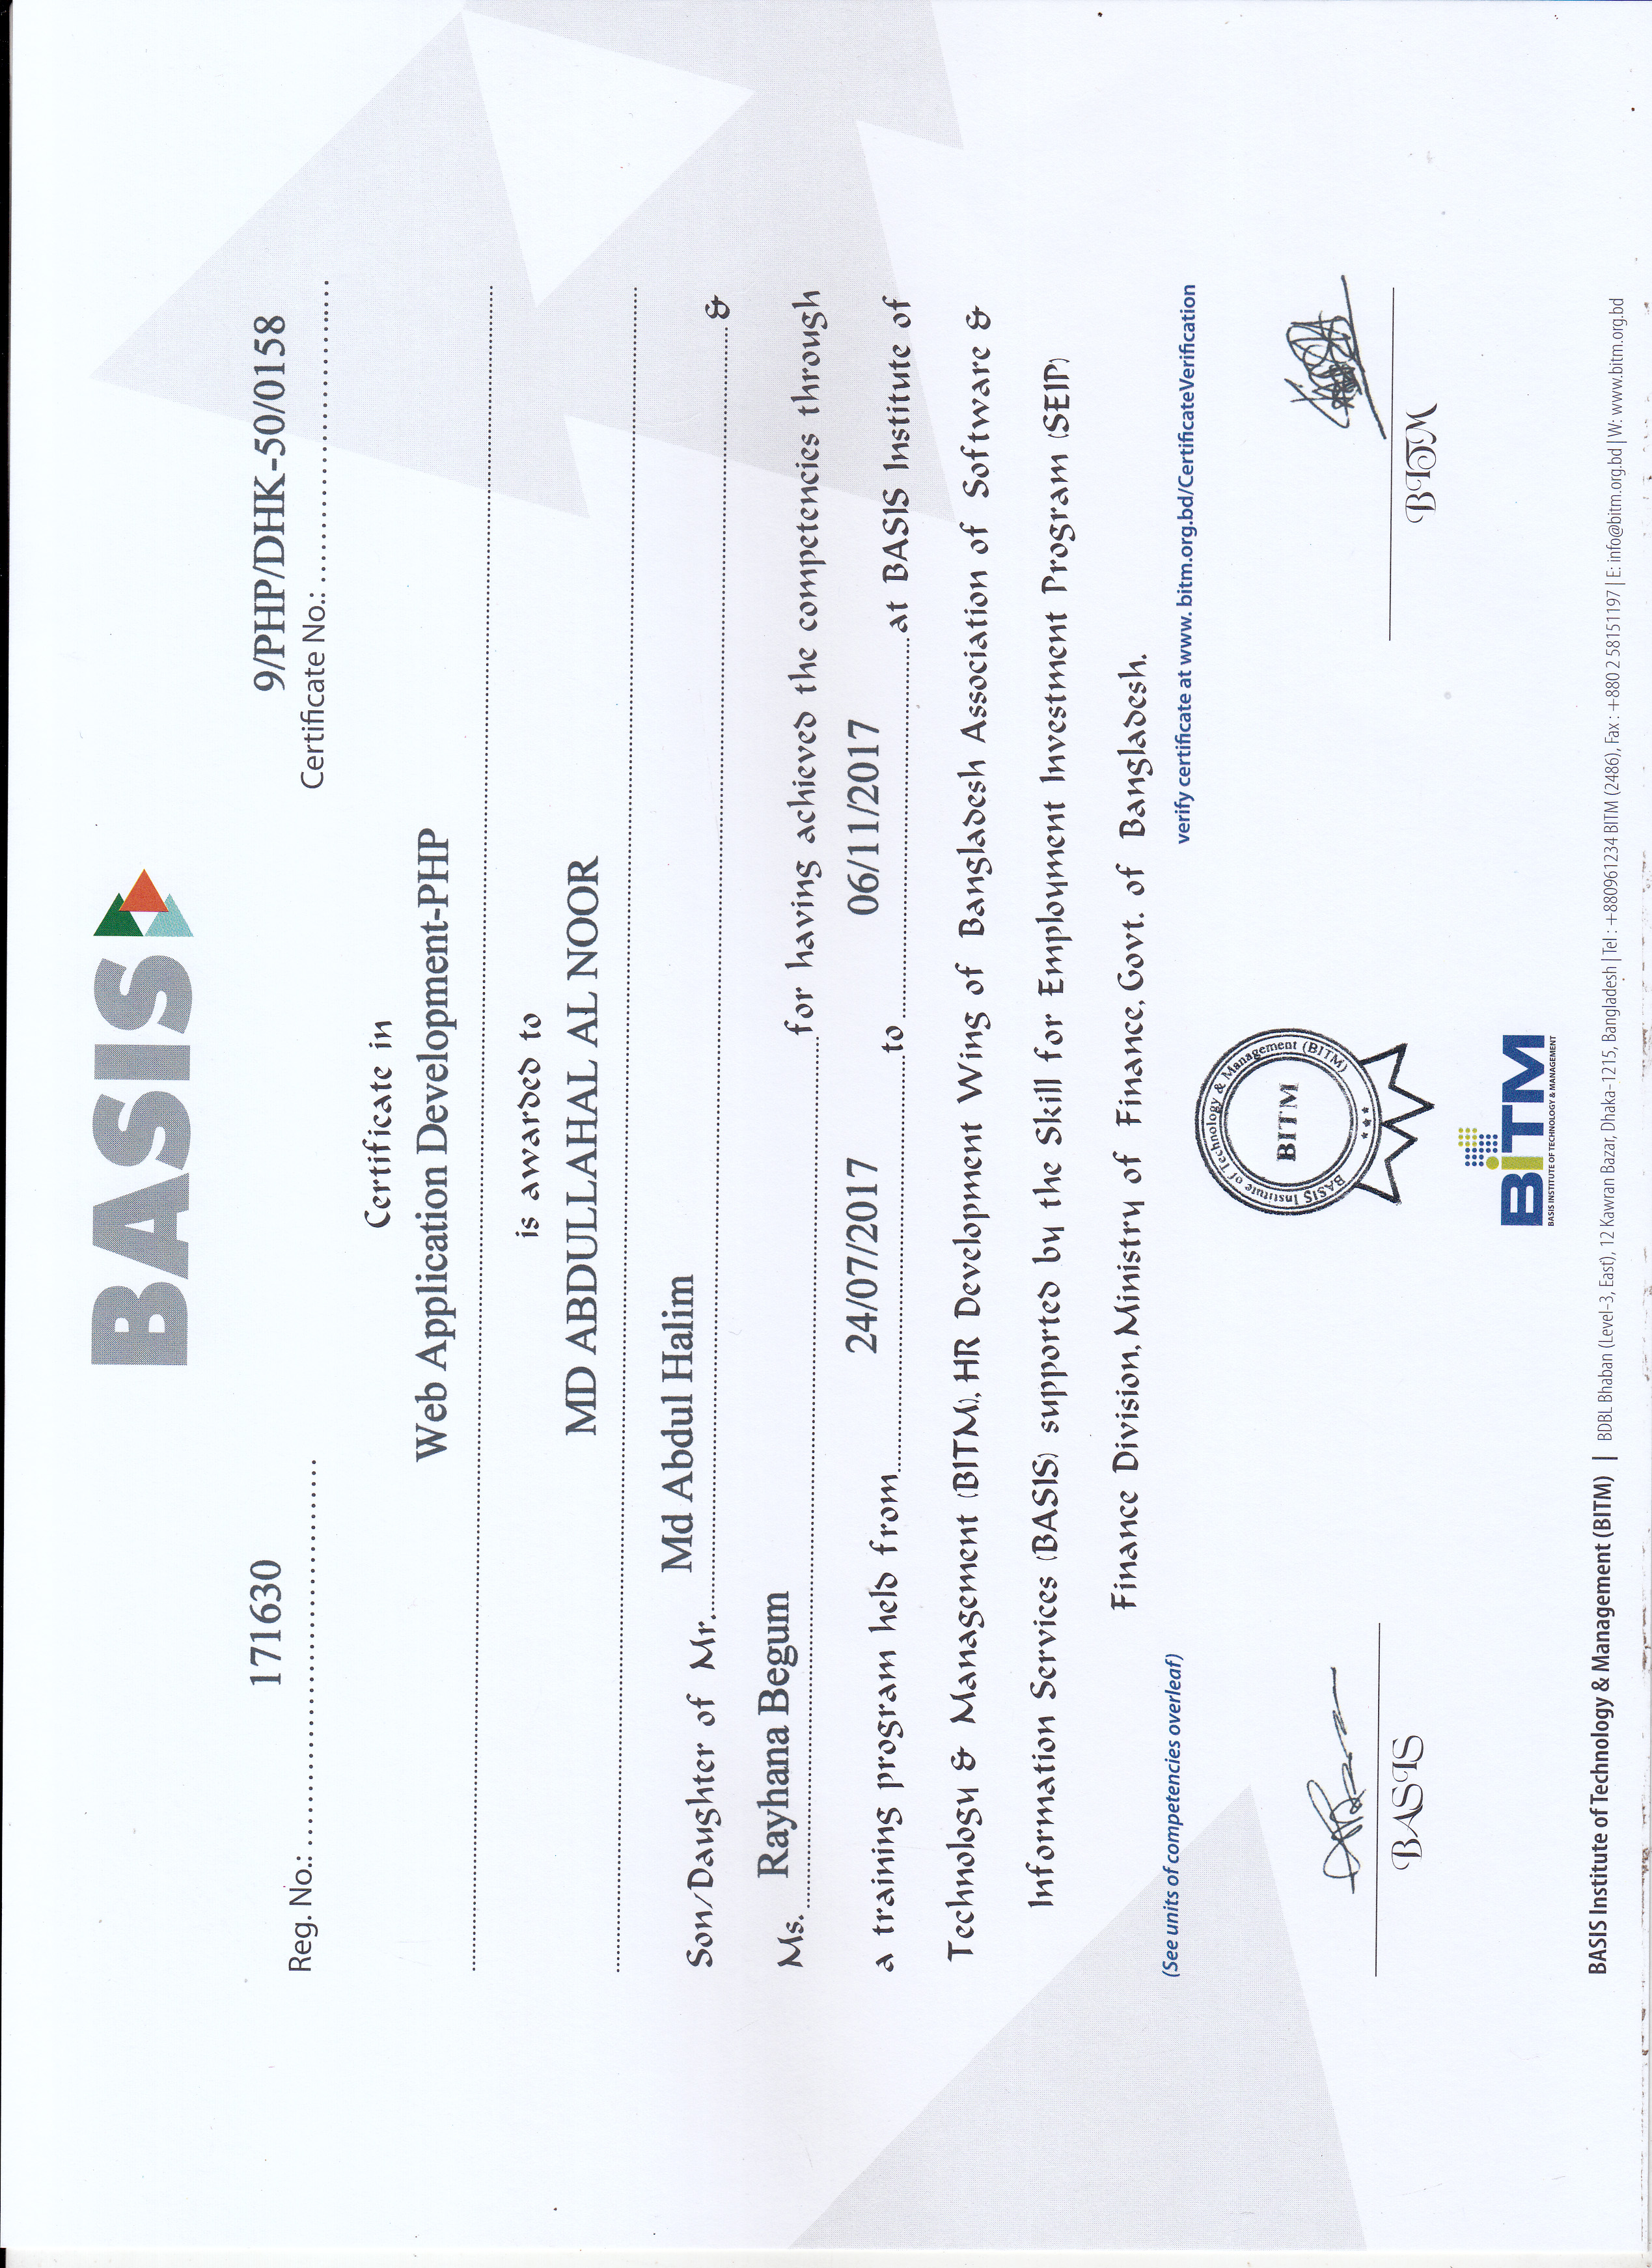 BASIS
171630
Reg. No.: ....................................
9/PHP/DHK-50/0158
Certificate No.: ............................
Certificate in
Web Application Development-PHP
is awarded to
MD ABDULLAHAL AL NOOR
Md Abdul Halim
Son/Daughter of Mr. &
Rayhana Begum
Ms. for having achieved the competencies through
24/07/2017 06/11/2017
a training program held from to at BASIS Institute of
Technology & Management (BITM), HR Development Wing of Bangladesh Association of Software &
Information Services (BASIS) supported by the Skill for Employment Investment Program (SEIP)
Finance Division, Ministry of Finance, Govt. of Bangladesh.
(See units of competencies overleaf)
verify certificate at www. bitm.org.bd/CertificateVerification
BASIS Institute of Technology & Management (BITM)
BITM
BASIS
BITM
BITM
BASIS INSTITUTE OF TECHNOLOGY & MANAGEMENT
BASIS Institute of Technology & Management (BITM) | BDBL Bhaban (Level-3, East), 12 Kawran Bazar, Dhaka-1215, Bangladesh | Tel : +880961234 BITM (2486), Fax : +880 2 58151197 | E: info@bitm.org.bd | W: www.bitm.org.bd